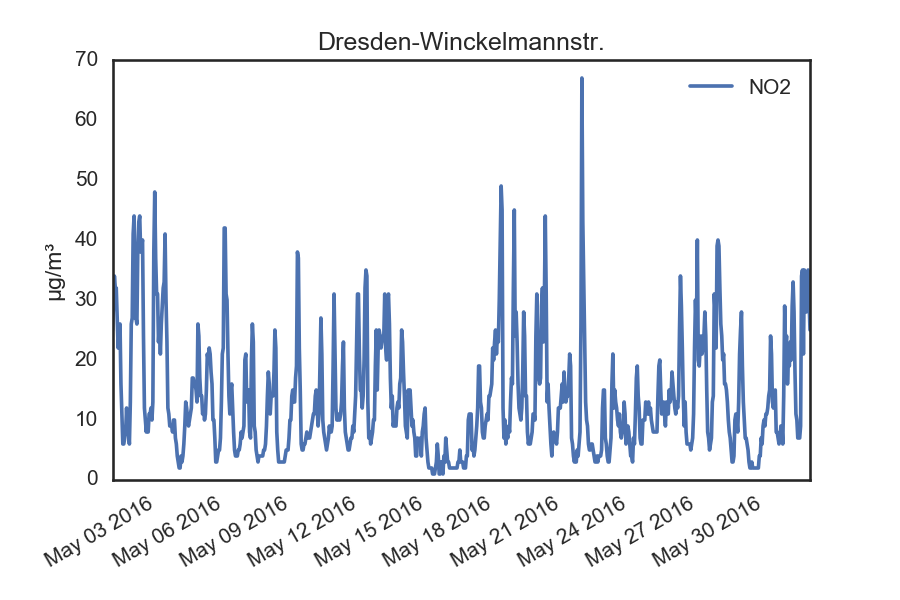 Dresden-Winckelmannstr.
NO2
µg/m³
70
60
50
40
30
20
10
0
May 03 2016
May 06 2016
May 09 2016
May 12 2016
May 15 2016
May 18 2016
May 21 2016
May 24 2016
May 27 2016
May 30 2016